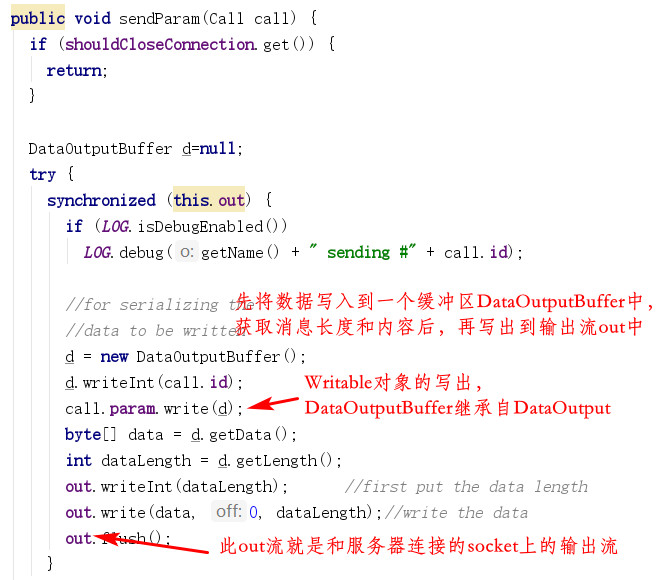 public void sendParam(Call call) {
if (shouldCloseConnection.get()) {
return;
}
DataOutputBuffer d=null;
try {
synchronized (this.out) {
if (LOG.isDebugEnabled())
LOG.debug( o: getName() + " sending #" + call.id);
//for serializing the
先将数据写入到一个缓冲区DataOutputBuffer中，
//data to be written
获取消息长度和内容后，再写出到输出流out中
d = new DataOutputBuffer();
d.writeInt(call.id);
Writable对象的写出，
call.param.write(d);
DataOutputBuffer继承自DataOutput
byte[] data = d.getData();
int dataLength = d.getLength();
out.writeInt(dataLength); //first put the data length
out.write(data, off: 0, dataLength);//write the data
out.flush();
此out流就是和服务器连接的socket上的输出流
}